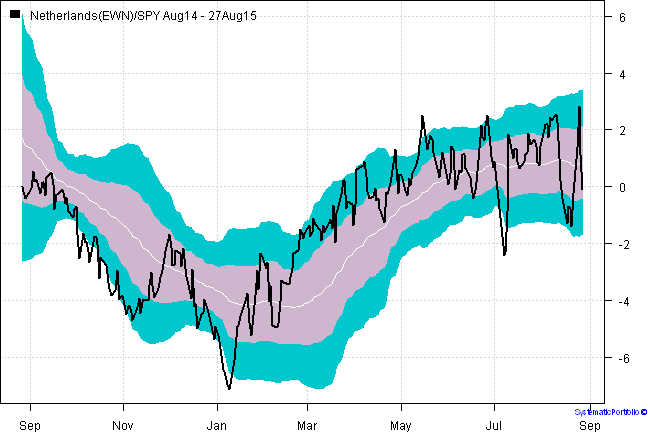 Netherlands(EWN)/SPY Aug14 - 27Aug15
6
4
2
0
-2
-4
-6
Sep Nov Jan Mar May Jul Sep
SystematicPortfolio ©